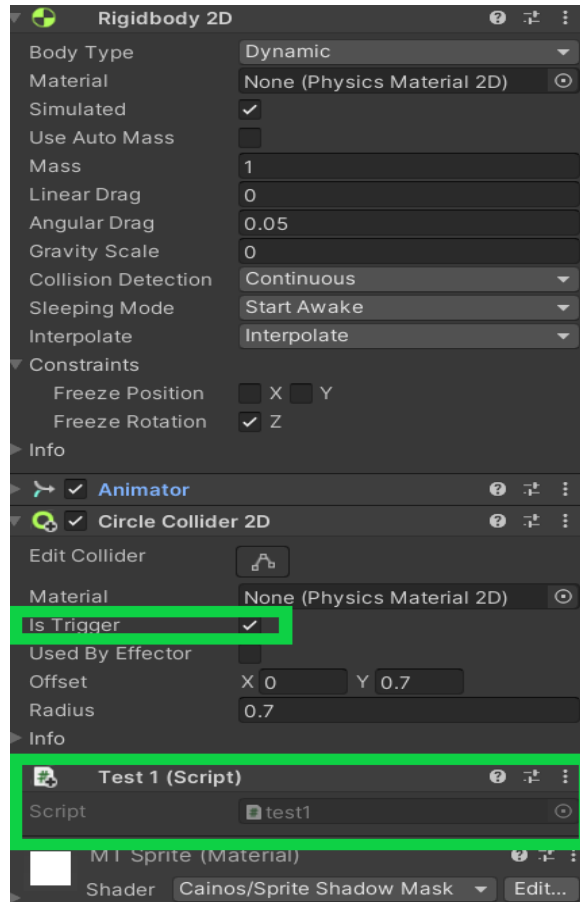 Rigidbody 2D
Body Type Dynamic
Material None (Physics Material 2D)
Simulated
Use Auto Mass
Mass 1
Linear Drag 0
Angular Drag 0.05
Gravity Scale 0
Collision Detection Continuous
Sleeping Mode Start Awake
Interpolate Interpolate
Constraints
Freeze Position X Y
Freeze Rotation Z
Info
Animator
Circle Collider 2D
Edit Collider
Material None (Physics Material 2D)
Is Trigger
Used By Effector
Offset X 0 Y 0.7
Radius 0.7
Info
Test 1 (Script)
Script test1
MT Sprite (Material)
Shader Cainos/Sprite Shadow Mask Edit...